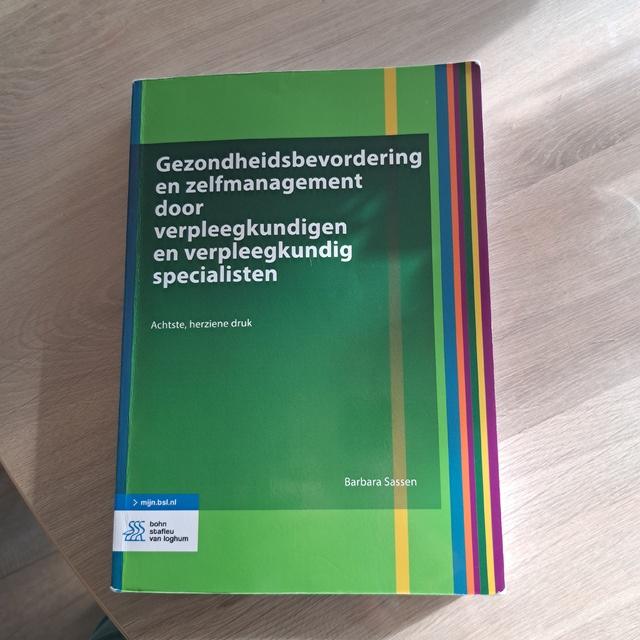 Gezondheidsbevordering
en zelfmanagement
door
verpleegkundigen
en verpleegkundig
specialisten
Achtste, herziene druk
Barbara Sassen
> mijn.bsl.nl
bohn
stafleu
van loghum